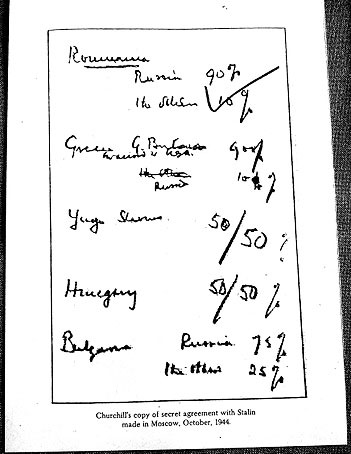 Roumania
Russia 90%
The others 10%
Greece G. Britain 90%
in accord w. USA.
The others
Russia 10%
Yugo Slavia 50/50 %
Hungary 50/50 %
Bulgaria Russia 75%
The others 25%
Churchill's copy of secret agreement with Stalin
made in Moscow, October, 1944.